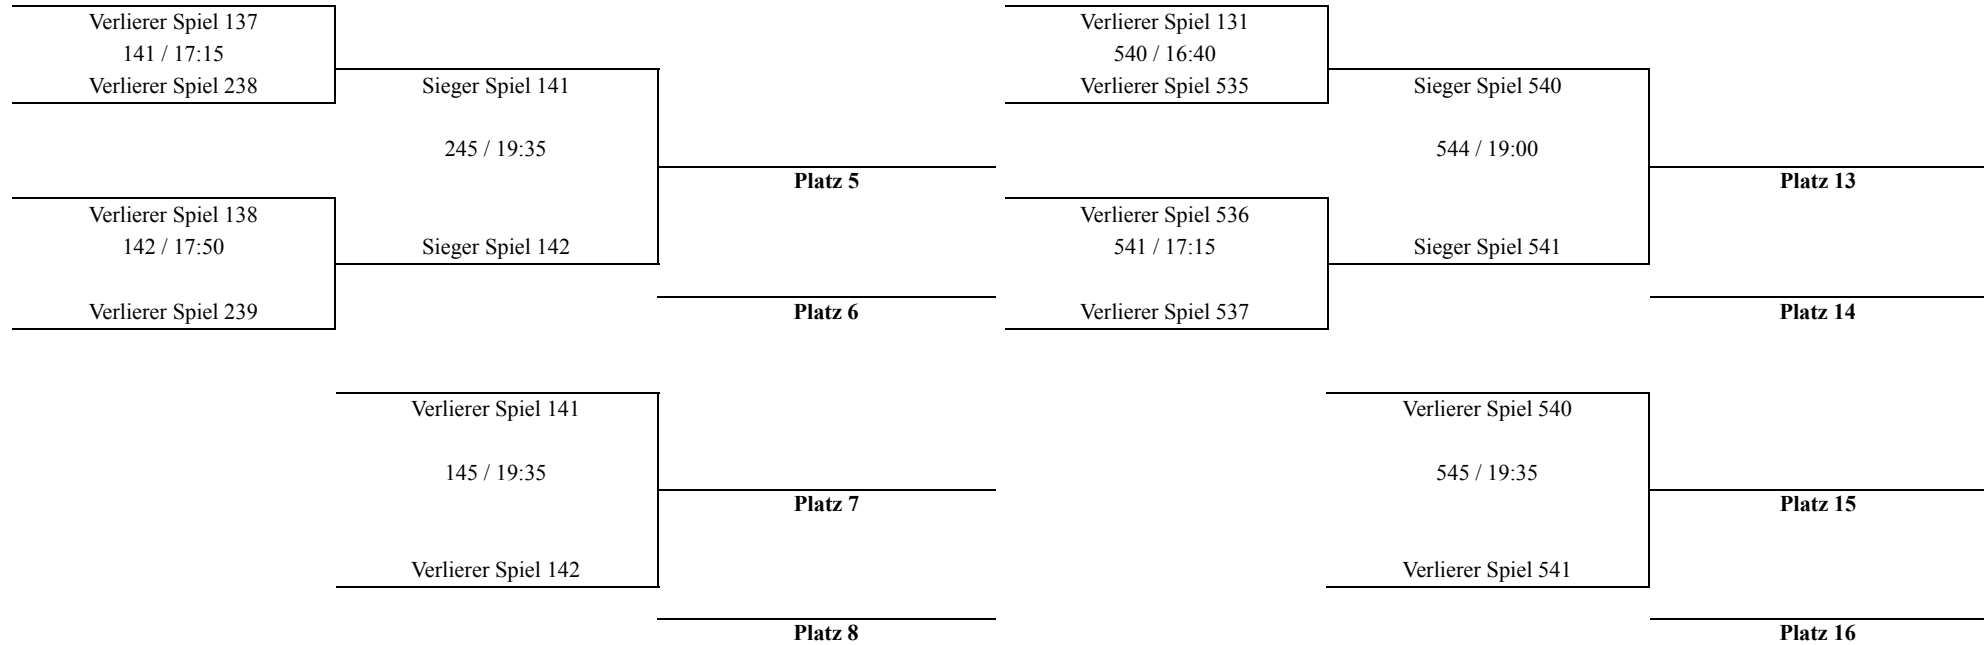 Verlierer Spiel 137
141 / 17:15
Verlierer Spiel 238
Sieger Spiel 141
245 / 19:35
Platz 5
Verlierer Spiel 138
142 / 17:50
Sieger Spiel 142
Verlierer Spiel 239
Platz 6
Verlierer Spiel 141
145 / 19:35
Platz 7
Verlierer Spiel 142
Platz 8
Verlierer Spiel 131
540 / 16:40
Verlierer Spiel 535
Sieger Spiel 540
544 / 19:00
Platz 13
Verlierer Spiel 536
541 / 17:15
Sieger Spiel 541
Verlierer Spiel 537
Platz 14
Verlierer Spiel 540
545 / 19:35
Platz 15
Verlierer Spiel 541
Platz 16